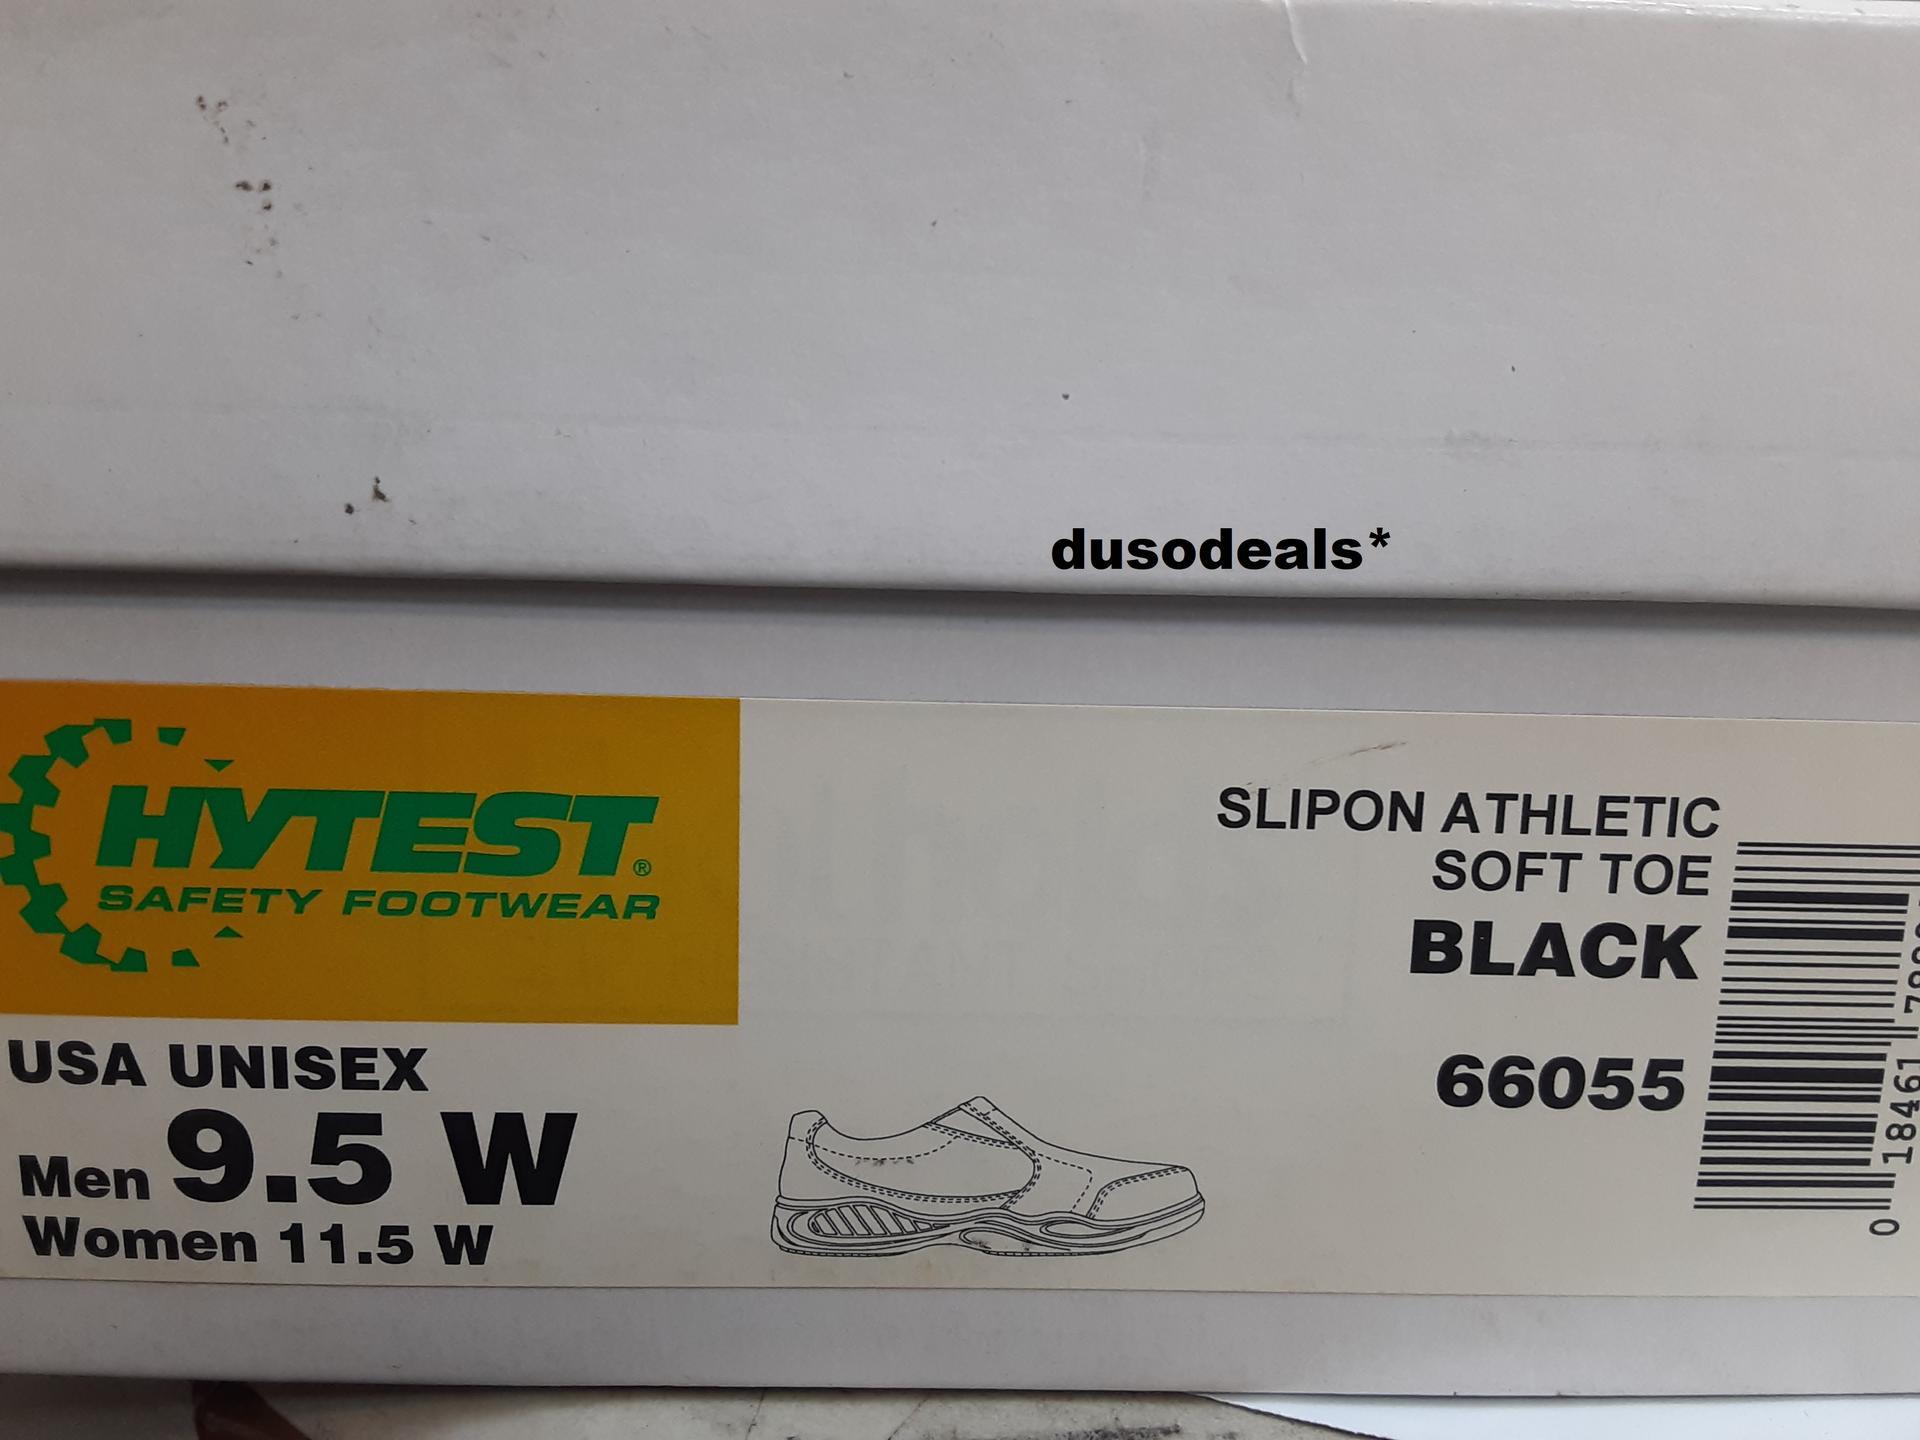 dusodeals*
HYTEST®
SAFETY FOOTWEAR
SLIPON ATHLETIC
SOFT TOE
BLACK
66055
USA UNISEX
Men 9.5 W
Women 11.5 W
0 18461